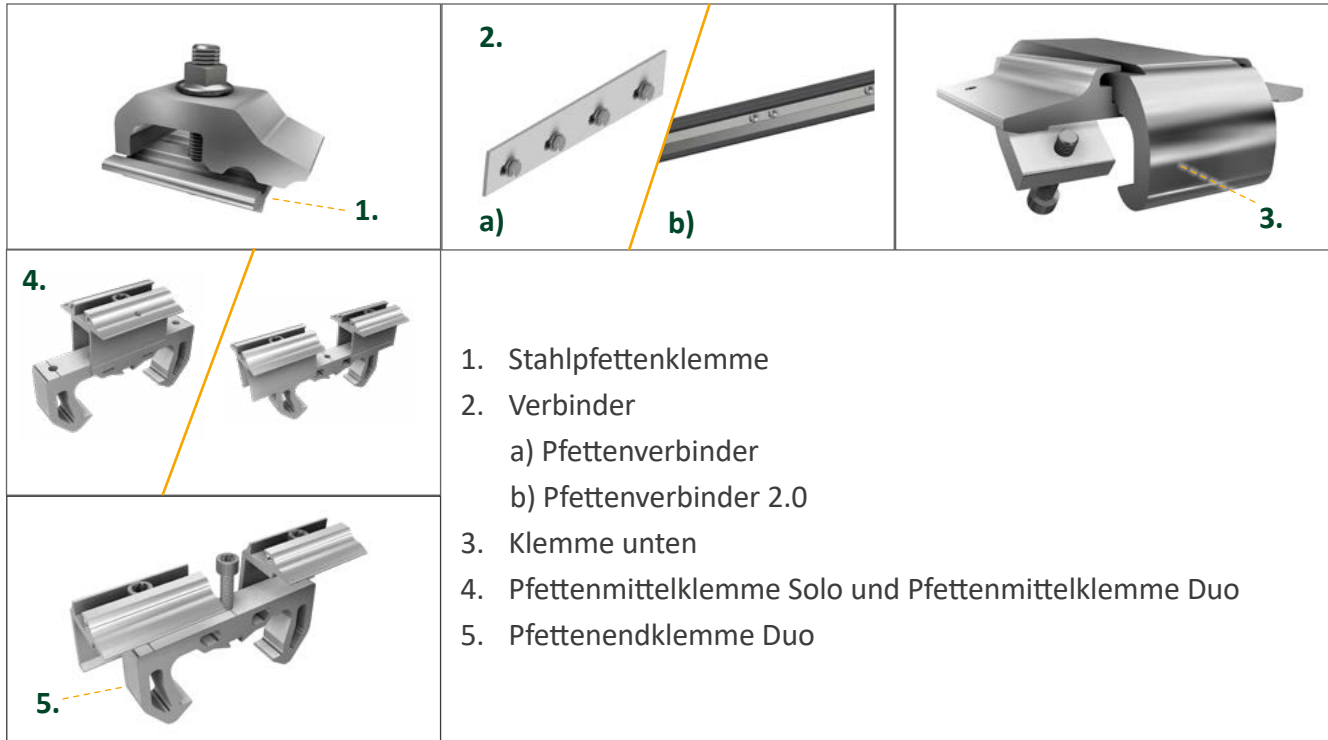 1.
2.
a)
b)
3.
4.
5.
1. Stahlpfettenklemme
2. Verbinder
a) Pfettenverbinder
b) Pfettenverbinder 2.0
3. Klemme unten
4. Pfettenmittelklemme Solo und Pfettenmittelklemme Duo
5. Pfettenendklemme Duo